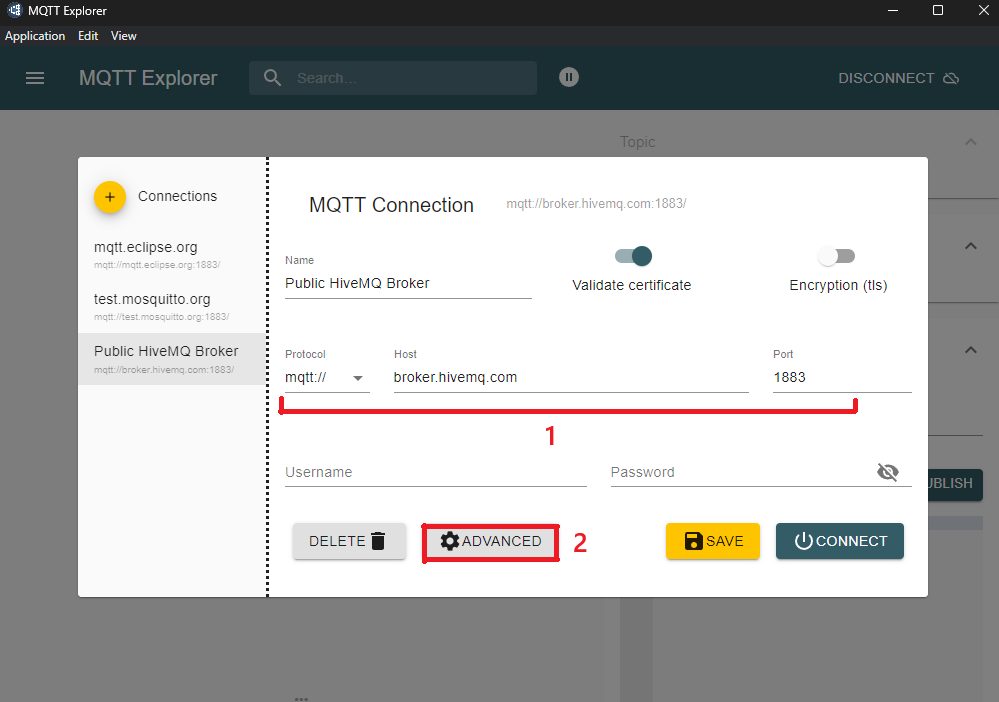 MQTT Explorer
Application Edit View
MQTT Explorer Search... DISCONNECT
Topic
Connections
mqtt.eclipse.org
mqtt://mqtt.eclipse.org:1883/
test.mosquitto.org
mqtt://test.mosquitto.org:1883/
Public HiveMQ Broker
mqtt://broker.hivemq.com:1883/
MQTT Connection mqtt://broker.hivemq.com:1883/
Name
Public HiveMQ Broker
Validate certificate
Encryption (tls)
Protocol Host Port
mqtt:// broker.hivemq.com 1883
1
Username Password
DELETE ADVANCED 2 SAVE CONNECT
UBLISH